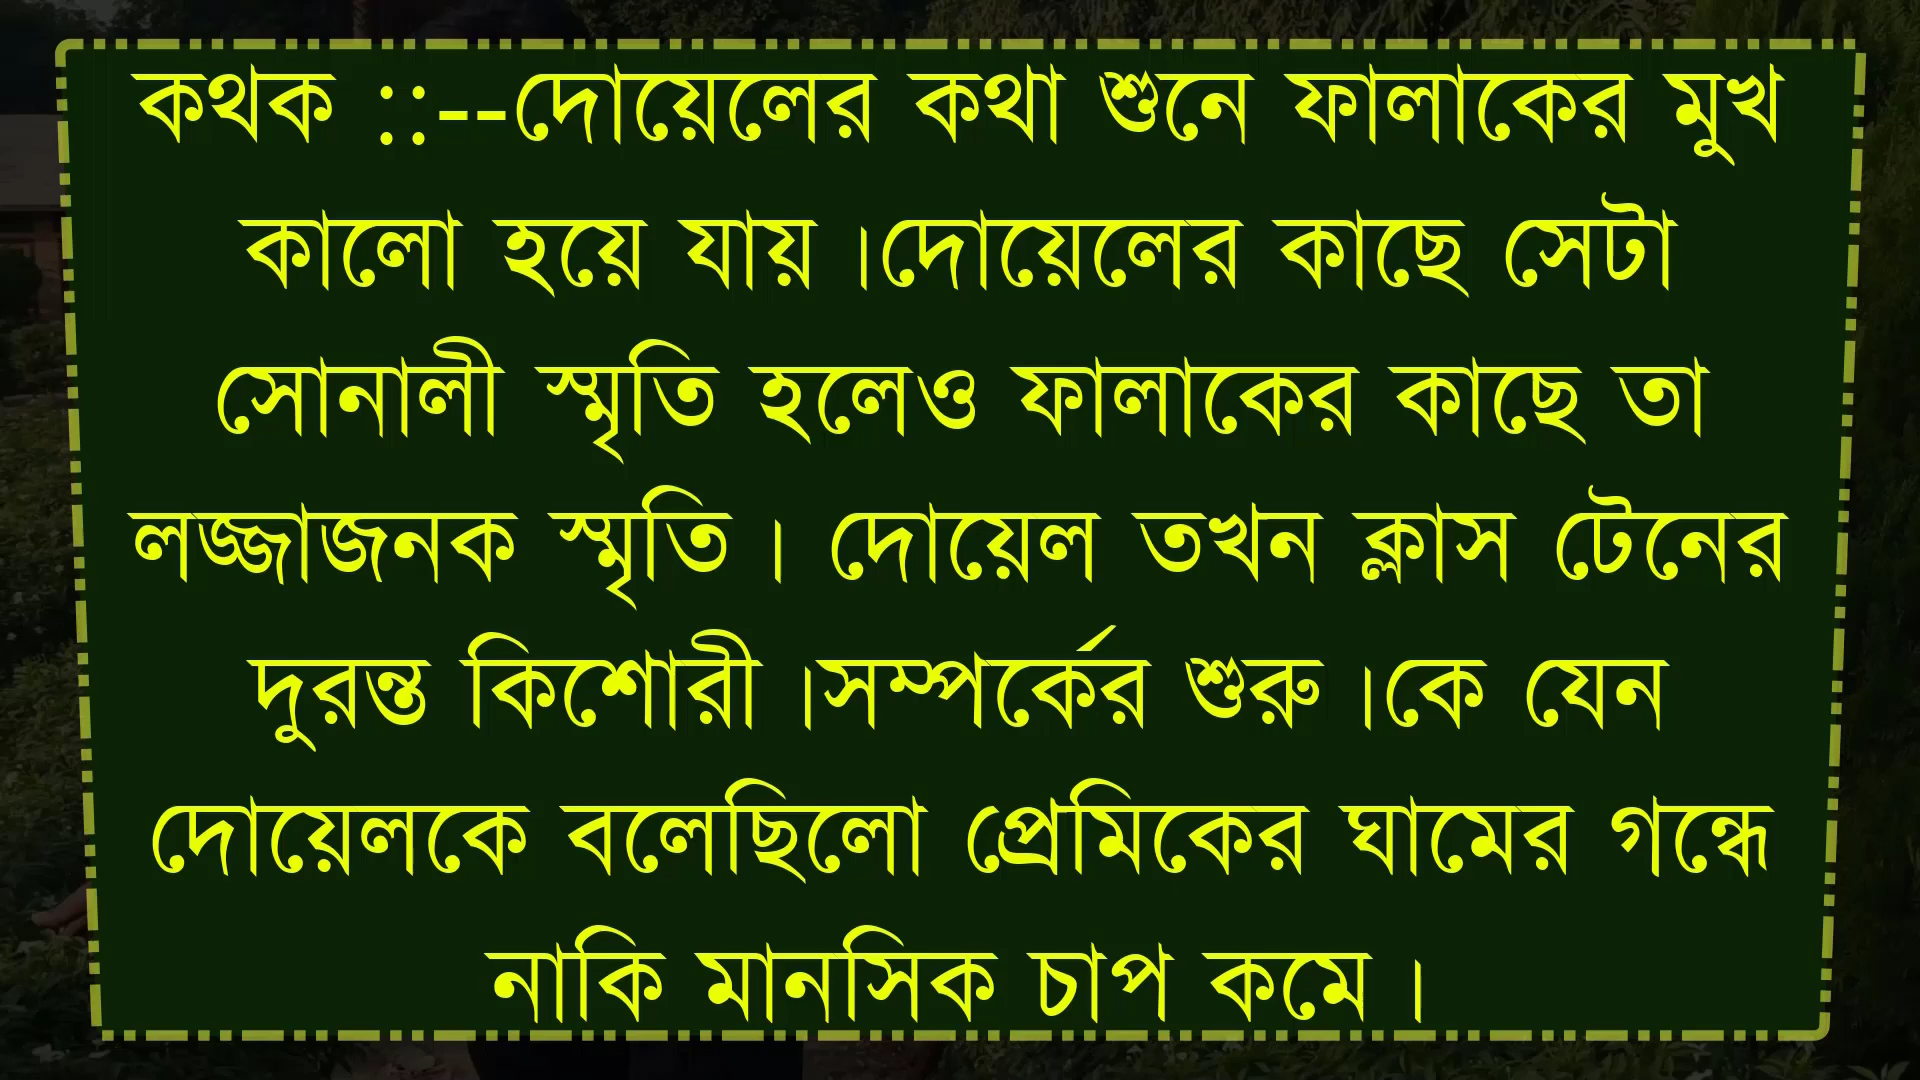 কথক ::--দোয়েলের কথা শুনে ফালাকের মুখ
কালো হয়ে যায় ।দোয়েলের কাছে সেটা
সোনালী স্মৃতি হলেও ফালাকের কাছে তা
লজ্জাজনক স্মৃতি । দোয়েল তখন ক্লাস টেনের
দুরন্ত কিশোরী ।সম্পর্কের শুরু ।কে যেন
দোয়েলকে বলেছিলো প্রেমিকের ঘামের গন্ধে
নাকি মানসিক চাপ কমে ।